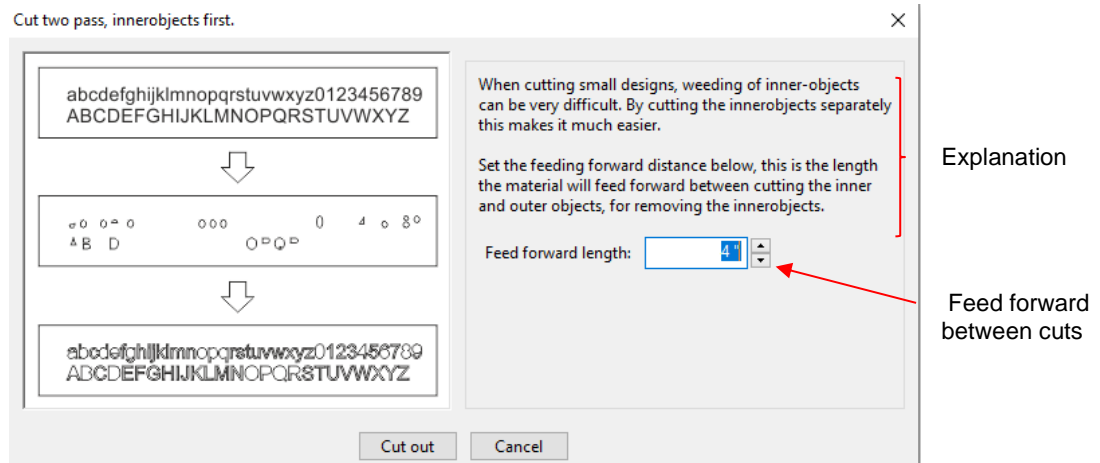 Cut two pass, innerobjects first.
abcdefghijklmnopqrstuvwxyz0123456789
ABCDEFGHIJKLMNOPQRSTUVWXYZ
abcdefghijklmnopqrstuvwxyz0123456789
ABCDEFGHIJKLMNOPQRSTUVWXYZ
When cutting small designs, weeding of inner-objects
can be very difficult. By cutting the innerobjects separately
this makes it much easier.
Set the feeding forward distance below, this is the length
the material will feed forward between cutting the inner
and outer objects, for removing the innerobjects.
Feed forward length: 4 "
Cut out Cancel
Explanation
Feed forward
between cuts